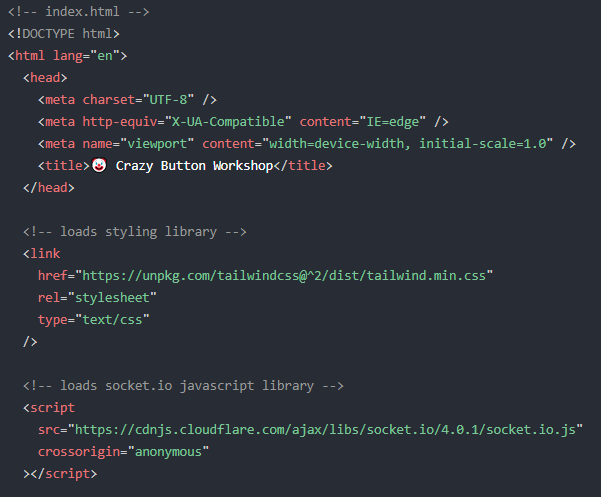 <!-- index.html -->
<!DOCTYPE html>
<html lang="en">
  <head>
    <meta charset="UTF-8" />
    <meta http-equiv="X-UA-Compatible" content="IE=edge" />
    <meta name="viewport" content="width=device-width, initial-scale=1.0" />
    <title>🤡 Crazy Button Workshop</title>
  </head>

  <!-- loads styling library -->
  <link
    href="https://unpkg.com/tailwindcss@^2/dist/tailwind.min.css"
    rel="stylesheet"
    type="text/css"
  />

  <!-- loads socket.io javascript library -->
  <script
    src="https://cdnjs.cloudflare.com/ajax/libs/socket.io/4.0.1/socket.io.js"
    crossorigin="anonymous"
  ></script>